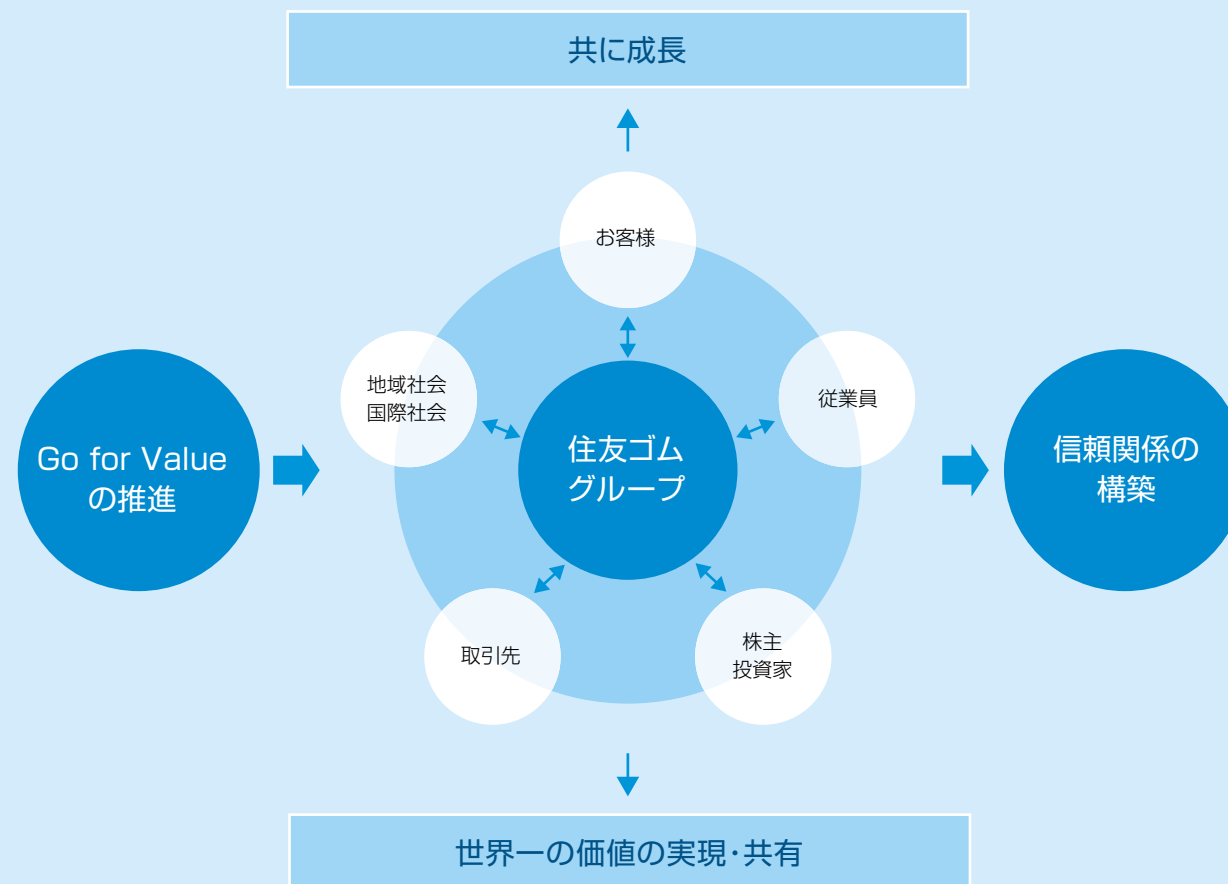 共に成長
お客様
地域社会
国際社会
従業員
Go for Value
の推進
住友ゴム
グループ
信頼関係の
構築
取引先
株主
投資家
世界一の価値の実現・共有